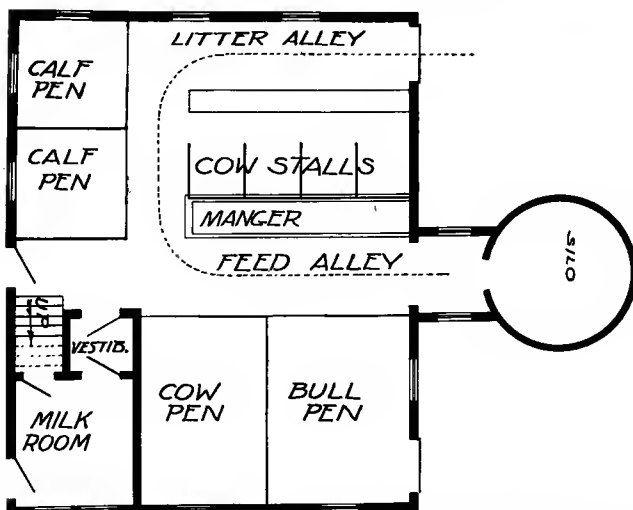 LITTER ALLEY
CALF
PEN
CALF
PEN
COW STALLS
MANGER
FEED ALLEY
SILO
UP
VESTIB.
COW
PEN
BULL
PEN
MILK
ROOM